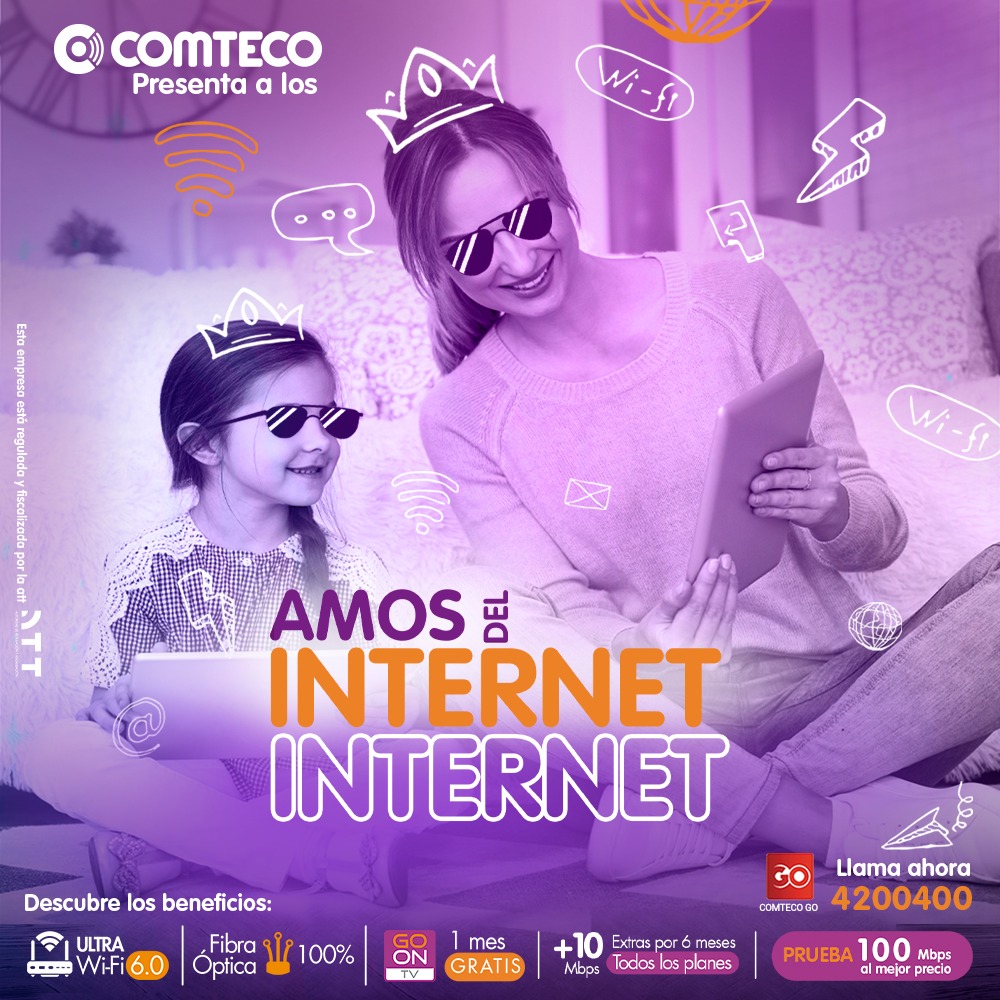 COMTECO
Presenta a los
Wi-fi
Wi-fi
Esta empresa está regulada y fiscalizada por la att
ATT
@
AMOS DEL
INTERNET
INTERNET
Llama ahora
4200400
GO
COMTECO GO
Descubre los beneficios:
ULTRA
Wi-Fi 6.0
Fibra
Óptica
100%
GO
ON
TV
1 mes
GRATIS
+10
Mbps
Extras por 6 meses
Todos los planes
PRUEBA 100 Mbps
al mejor precio